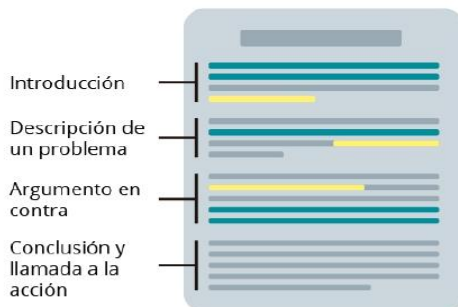 Introducción
Descripción de
un problema
Argumento en
contra
Conclusión y
llamada a la
acción